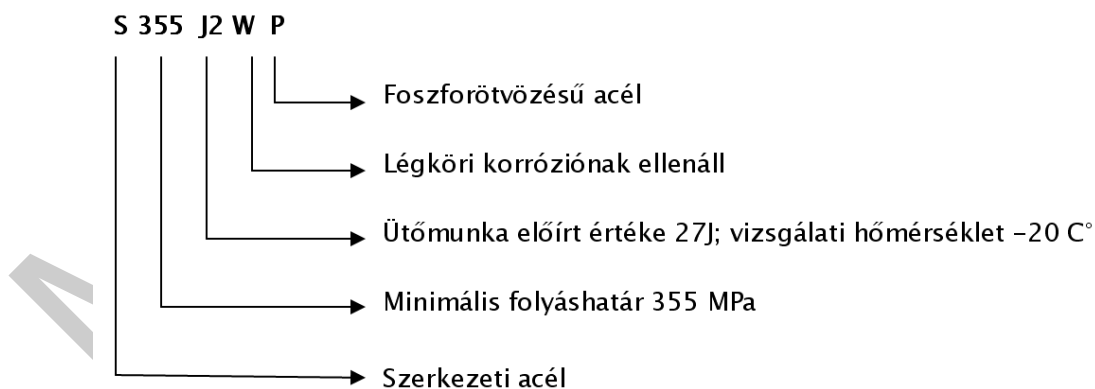 S 355 J2 W P
Foszforötvözésű acél
Légköri korróziónak ellenáll
Ütőmunka előírt értéke 27J; vizsgálati hőmérséklet -20 C°
Minimális folyáshatár 355 MPa
Szerkezeti acél